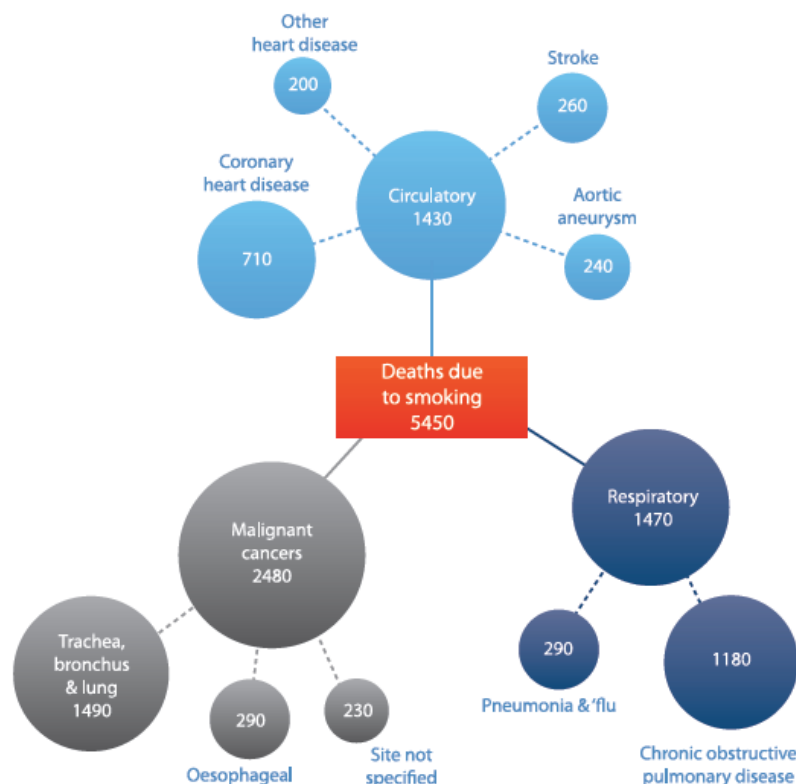 Other
heart disease
200
Stroke
260
Coronary
heart disease
710
Circulatory
1430
Aortic
aneurysm
240
Deaths due
to smoking
5450
Malignant
cancers
2480
Respiratory
1470
Trachea,
bronchus
& lung
1490
290
Oesophageal
230
Site not
specified
290
Pneumonia & ‘flu
1180
Chronic obstructive
pulmonary disease